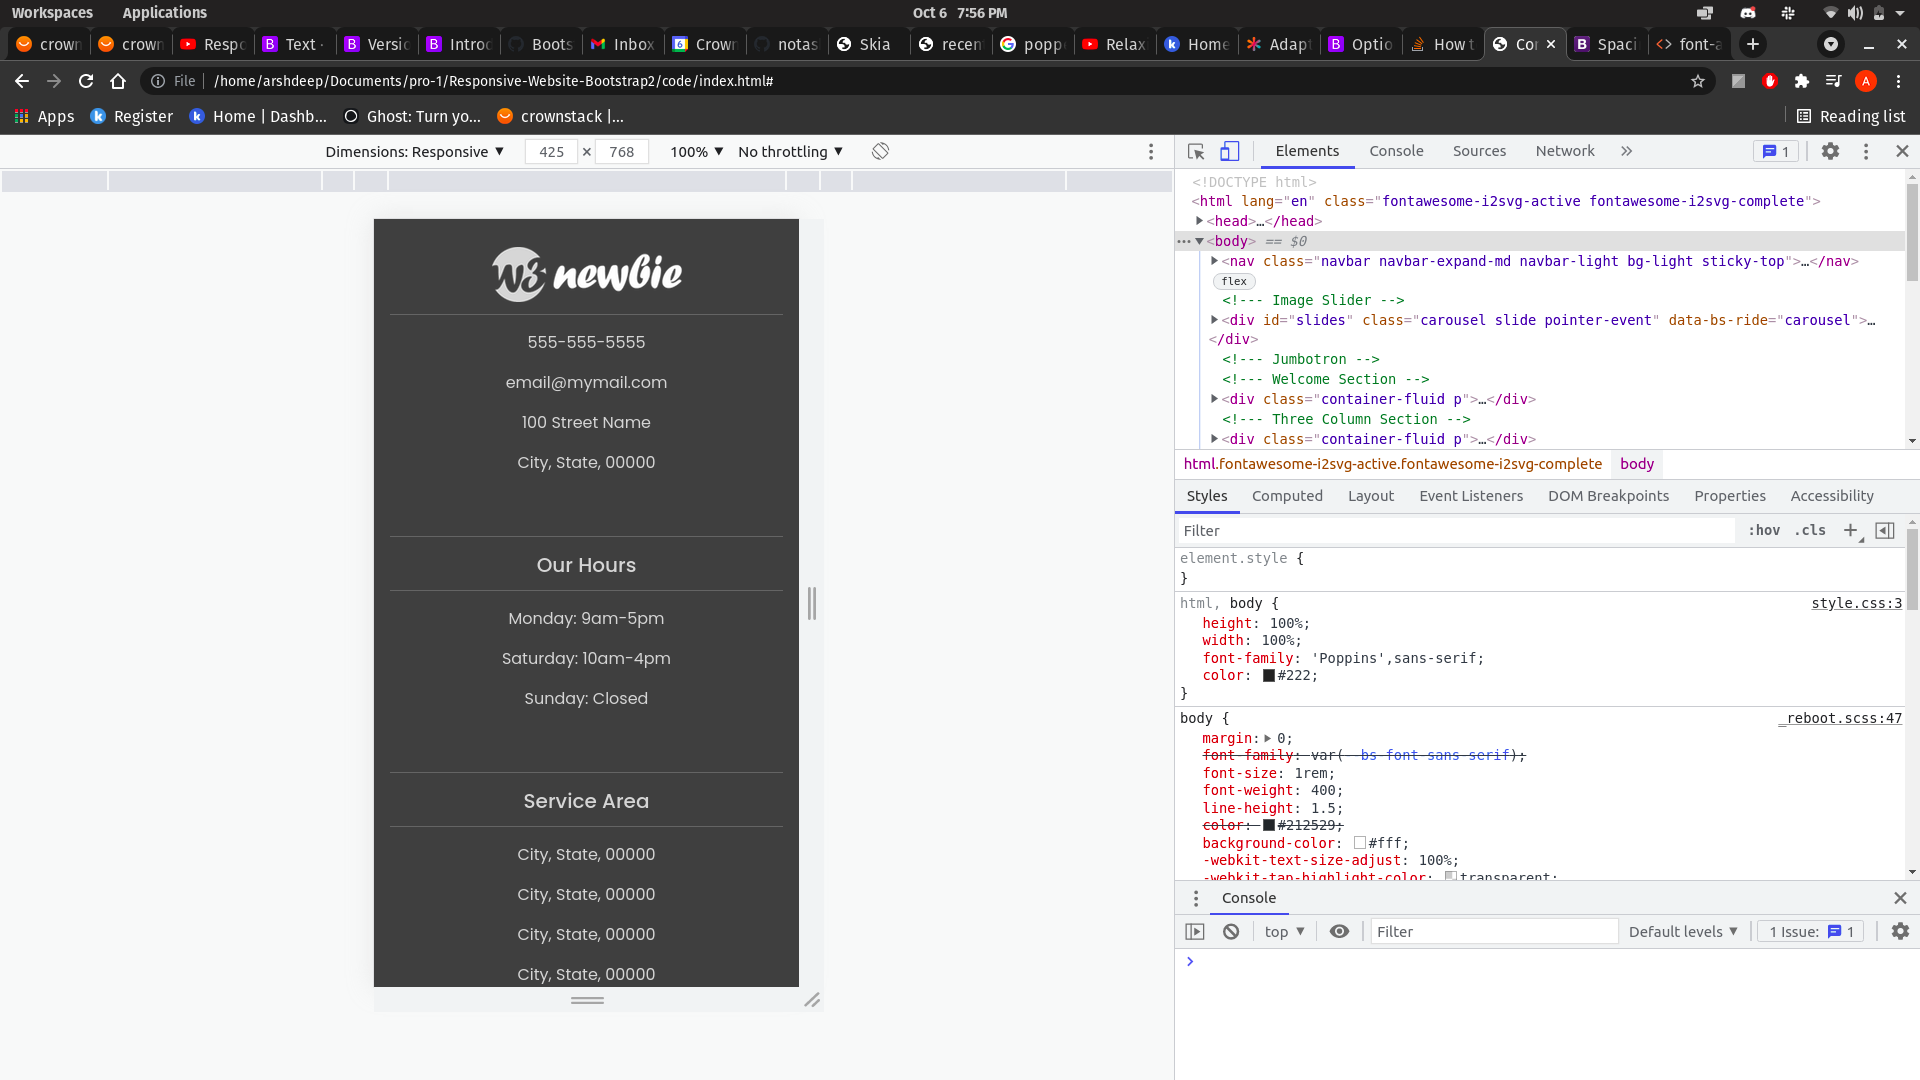 Workspaces Applications Oct 6 7:56 PM
crown crown Respo Text · Versio Introd Boots Inbox Crown notas Skia recen poppi Relax Home Adapt Optio How t Cor Spaci font-a
File /home/arshdeep/Documents/pro-1/Responsive-Website-Bootstrap2/code/index.html# A
Apps Register Home | Dashb... Ghost: Turn yo... crownstack |... Reading list
Dimensions: Responsive 425 × 768 100% No throttling
Elements Console Sources Network 1
<!DOCTYPE html>
<html lang="en" class="fontawesome-i2svg-active fontawesome-i2svg-complete">
<head>…</head>
<body> == $0
<nav class="navbar navbar-expand-md navbar-light bg-light sticky-top">…</nav>
flex
<!--- Image Slider -->
<div id="slides" class="carousel slide pointer-event" data-bs-ride="carousel">…
</div>
<!--- Jumbotron -->
<!--- Welcome Section -->
<div class="container-fluid p">…</div>
<!--- Three Column Section -->
<div class="container-fluid p">…</div>
html.fontawesome-i2svg-active.fontawesome-i2svg-complete body
Styles Computed Layout Event Listeners DOM Breakpoints Properties Accessibility
Filter :hov .cls
element.style {
}
html, body { style.css:3
height: 100%;
width: 100%;
font-family: 'Poppins',sans-serif;
color: #222;
}
body { _reboot.scss:47
margin: 0;
font-family: var(--bs-font-sans-serif);
font-size: 1rem;
font-weight: 400;
line-height: 1.5;
color: #212529;
background-color: #fff;
-webkit-text-size-adjust: 100%;
-webkit-tap-highlight-color: transparent;
Console
top Filter Default levels 1 Issue: 1
newbie
555-555-5555
email@mymail.com
100 Street Name
City, State, 00000
Our Hours
Monday: 9am-5pm
Saturday: 10am-4pm
Sunday: Closed
Service Area
City, State, 00000
City, State, 00000
City, State, 00000
City, State, 00000